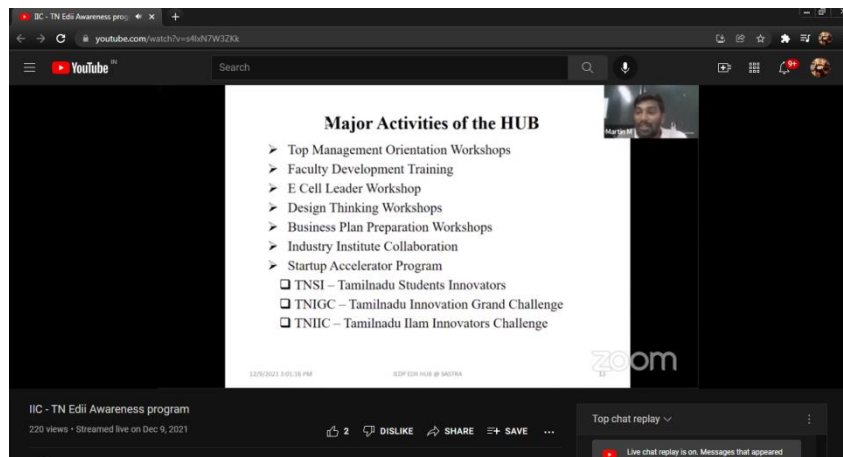 IIC - TN Edii Awareness prog
youtube.com/watch?v=s4lxN7W3ZKk
YouTube IN
Search
9+
Major Activities of the HUB
Martin M
Top Management Orientation Workshops
Faculty Development Training
E Cell Leader Workshop
Design Thinking Workshops
Business Plan Preparation Workshops
Industry Institute Collaboration
Startup Accelerator Program
TNSI – Tamilnadu Students Innovators
TNIGC – Tamilnadu Innovation Grand Challenge
TNIIC – Tamilnadu Ilam Innovators Challenge
zoom
12/9/2021 3:01:16 PM
HUB @ SASTRA
IIC - TN Edii Awareness program
220 views • Streamed live on Dec 9, 2021
2 DISLIKE SHARE SAVE ...
Top chat replay
Live chat replay is on. Messages that appeared